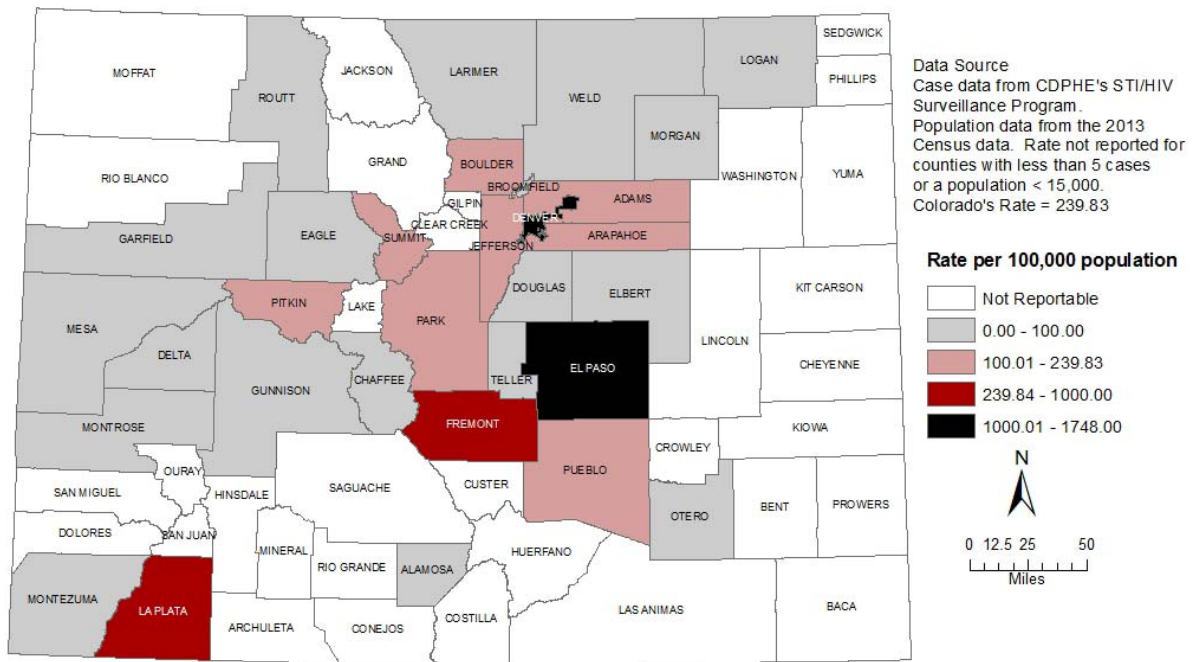 MOFFAT
JACKSON
LARIMER
LOGAN
SEDGWICK
PHILLIPS
ROUTT
WELD
MORGAN
GRAND
BOULDER
RIO BLANCO
WASHINGTON
YUMA
BROOMFIELD
GILPIN
ADAMS
DENVER
CLEAR CREEK
GARFIELD
EAGLE
SUMMIT
JEFFERSON
ARAPAHOE
DOUGLAS
ELBERT
KIT CARSON
PITKIN
LAKE
PARK
MESA
LINCOLN
DELTA
CHEYENNE
GUNNISON
CHAFFEE
TELLER
EL PASO
MONTROSE
FREMONT
KIOWA
CROWLEY
OURAY
PUEBLO
SAN MIGUEL
HINSDALE
SAGUACHE
CUSTER
BENT
PROWERS
OTERO
DOLORES
SAN JUAN
MINERAL
HUERFANO
RIO GRANDE
ALAMOSA
MONTEZUMA
LA PLATA
COSTILLA
LAS ANIMAS
BACA
ARCHULETA
CONEJOS
Data Source
Case data from CDPHE's STI/HIV
Surveillance Program.
Population data from the 2013
Census data. Rate not reported for
counties with less than 5 cases
or a population < 15,000.
Colorado's Rate = 239.83
Rate per 100,000 population
Not Reportable
0.00 - 100.00
100.01 - 239.83
239.84 - 1000.00
1000.01 - 1748.00
N
0 12.5 25 50
Miles